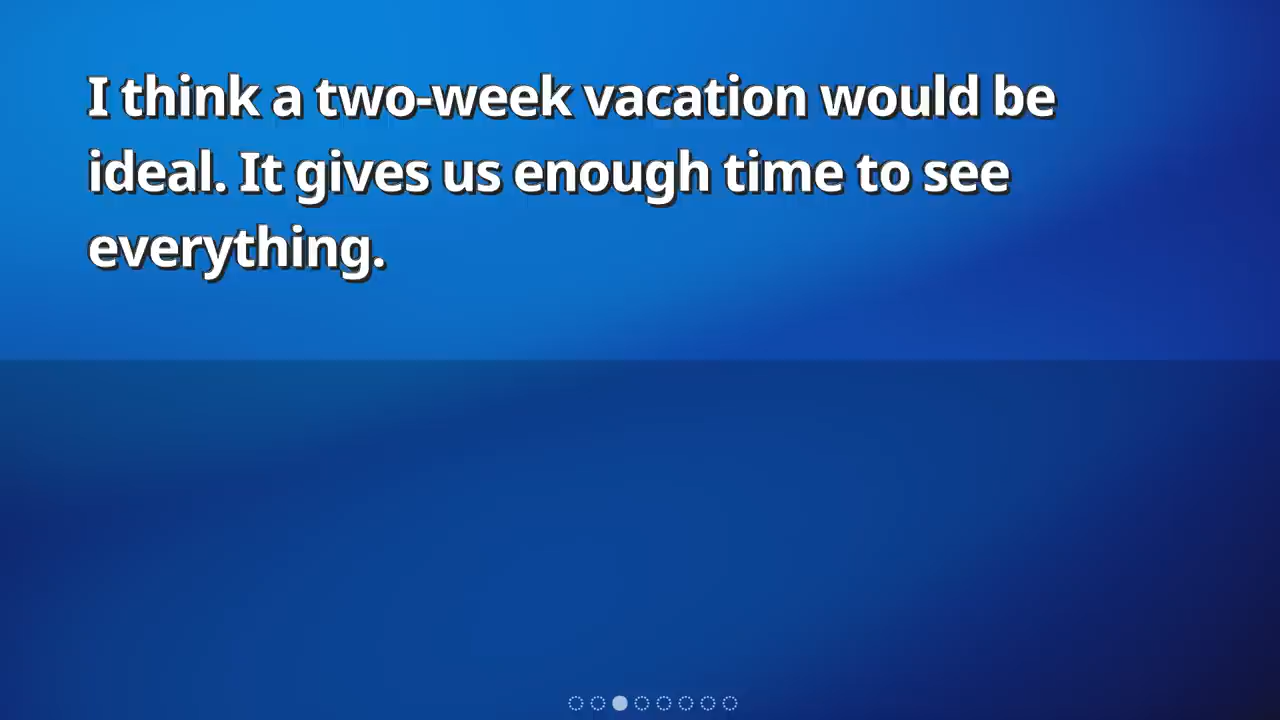 I think a two-week vacation would be
ideal. It gives us enough time to see
everything.